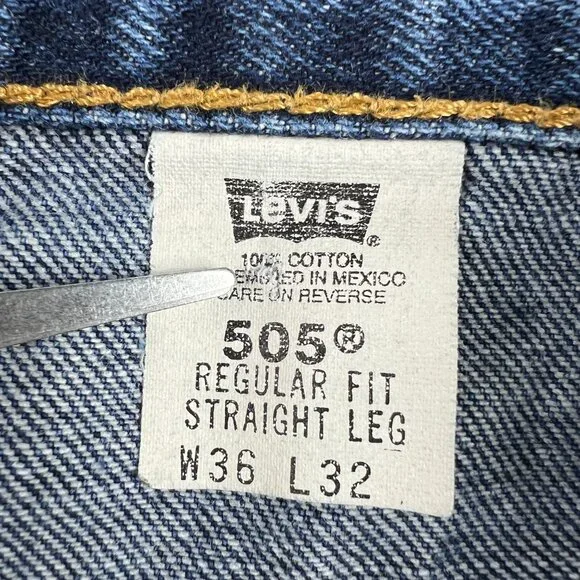 LEVI'S ®
100% COTTON
IN MEXICO
CARE ON REVERSE
505®
REGULAR FIT
STRAIGHT LEG
W36 L32